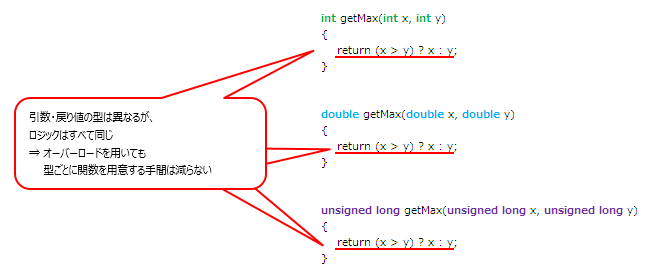 int getMax(int x, int y)
{
return (x > y) ? x : y;
}
引数・戻り値の型は異なるが、
ロジックはすべて同じ
⇒ オーバーロードを用いても
型ごとに関数を用意する手間は減らない
double getMax(double x, double y)
{
return (x > y) ? x : y;
}
unsigned long getMax(unsigned long x, unsigned long y)
{
return (x > y) ? x : y;
}